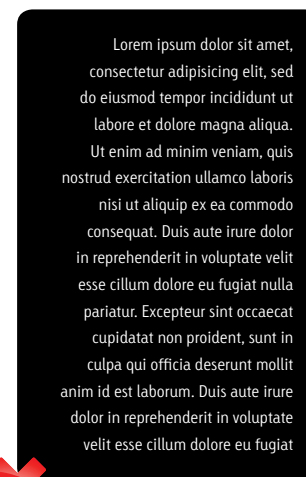 Lorem ipsum dolor sit amet,
consectetur adipisicing elit, sed
do eiusmod tempor incididunt ut
labore et dolore magna aliqua.
Ut enim ad minim veniam, quis
nostrud exercitation ullamco laboris
nisi ut aliquip ex ea commodo
consequat. Duis aute irure dolor
in reprehenderit in voluptate velit
esse cillum dolore eu fugiat nulla
pariatur. Excepteur sint occaecat
cupidatat non proident, sunt in
culpa qui officia deserunt mollit
anim id est laborum. Duis aute irure
dolor in reprehenderit in voluptate
velit esse cillum dolore eu fugiat